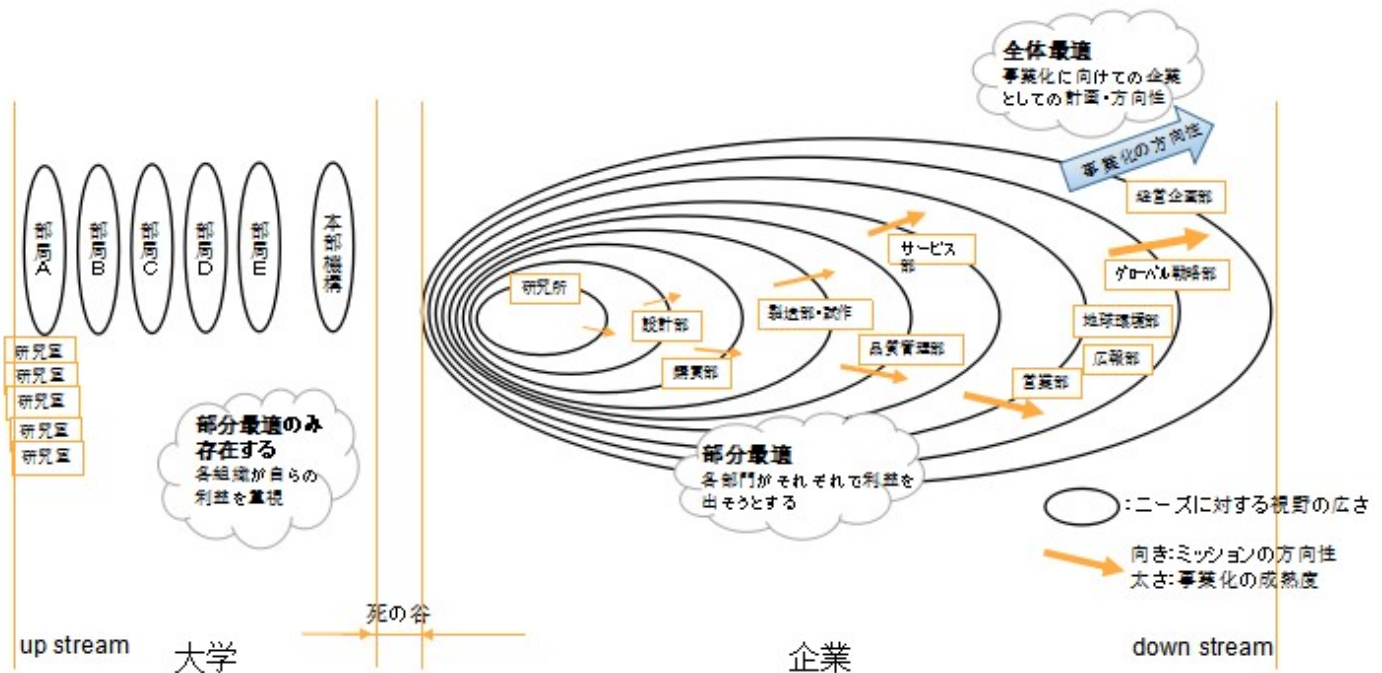 全体最適
事業化に向けての企業
としての計画・方向性
事業化の方向性
経営企画部
グローバル戦略部
サービス
部
地球環境部
広報部
営業部
品質管理部
製造部・試作
購買部
設計部
研究所
部局A
部局B
部局C
部局D
部局E
本部機構
研究室
研究室
研究室
研究室
研究室
部分最適のみ
存在する
各組織が自らの
利益を重視
部分最適
各部門がそれぞれで利益を
出そうとする
:ニーズに対する視野の広さ
向き:ミッションの方向性
太さ:事業化の成熟度
死の谷
up stream
大学
企業
down stream